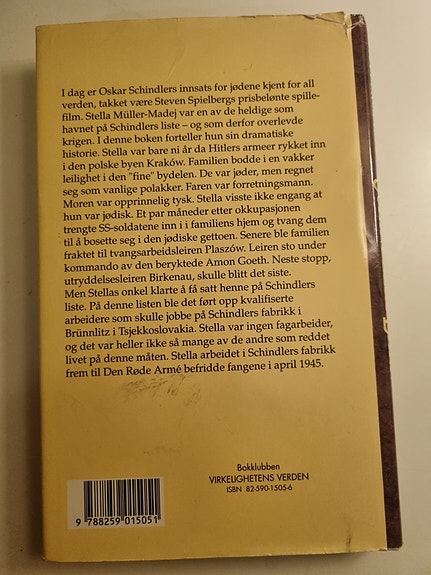 I dag er Oskar Schindlers innsats for jødene kjent for all
verden, takket være Steven Spielbergs prisbelønte spille-
film. Stella Müller-Madej var en av de heldige som
havnet på Schindlers liste – og som derfor overlevde
krigen. I denne boken forteller hun sin dramatiske
historie. Stella var bare ni år da Hitlers armeer rykket inn
i den polske byen Kraków. Familien bodde i en vakker
leilighet i den "fine" bydelen. De var jøder, men regnet
seg som vanlige polakker. Faren var forretningsmann.
Moren var opprinnelig tysk. Stella visste ikke engang at
hun var jødisk. Et par måneder etter okkupasjonen
trengte SS-soldatene inn i i familiens hjem og tvang dem
til å bosette seg i den jødiske gettoen. Senere ble familien
fraktet til tvangsarbeidsleiren Plaszów. Leiren sto under
kommando av den beryktede Amon Goeth. Neste stopp,
utryddelsesleiren Birkenau, skulle blitt det siste.
Men Stellas onkel klarte å få satt henne på Schindlers
liste. På denne listen ble det ført opp kvalifiserte
arbeidere som skulle jobbe på Schindlers fabrikk i
Brünnlitz i Tsjekkoslovakia. Stella var ingen fagarbeider,
og det var heller ikke så mange av de andre som reddet
livet på denne måten. Stella arbeidet i Schindlers fabrikk
frem til Den Røde Armé befridde fangene i april 1945.
Bokklubben
VIRKELIGHETENS VERDEN
ISBN 82-590-1505-6
9 788259 015051